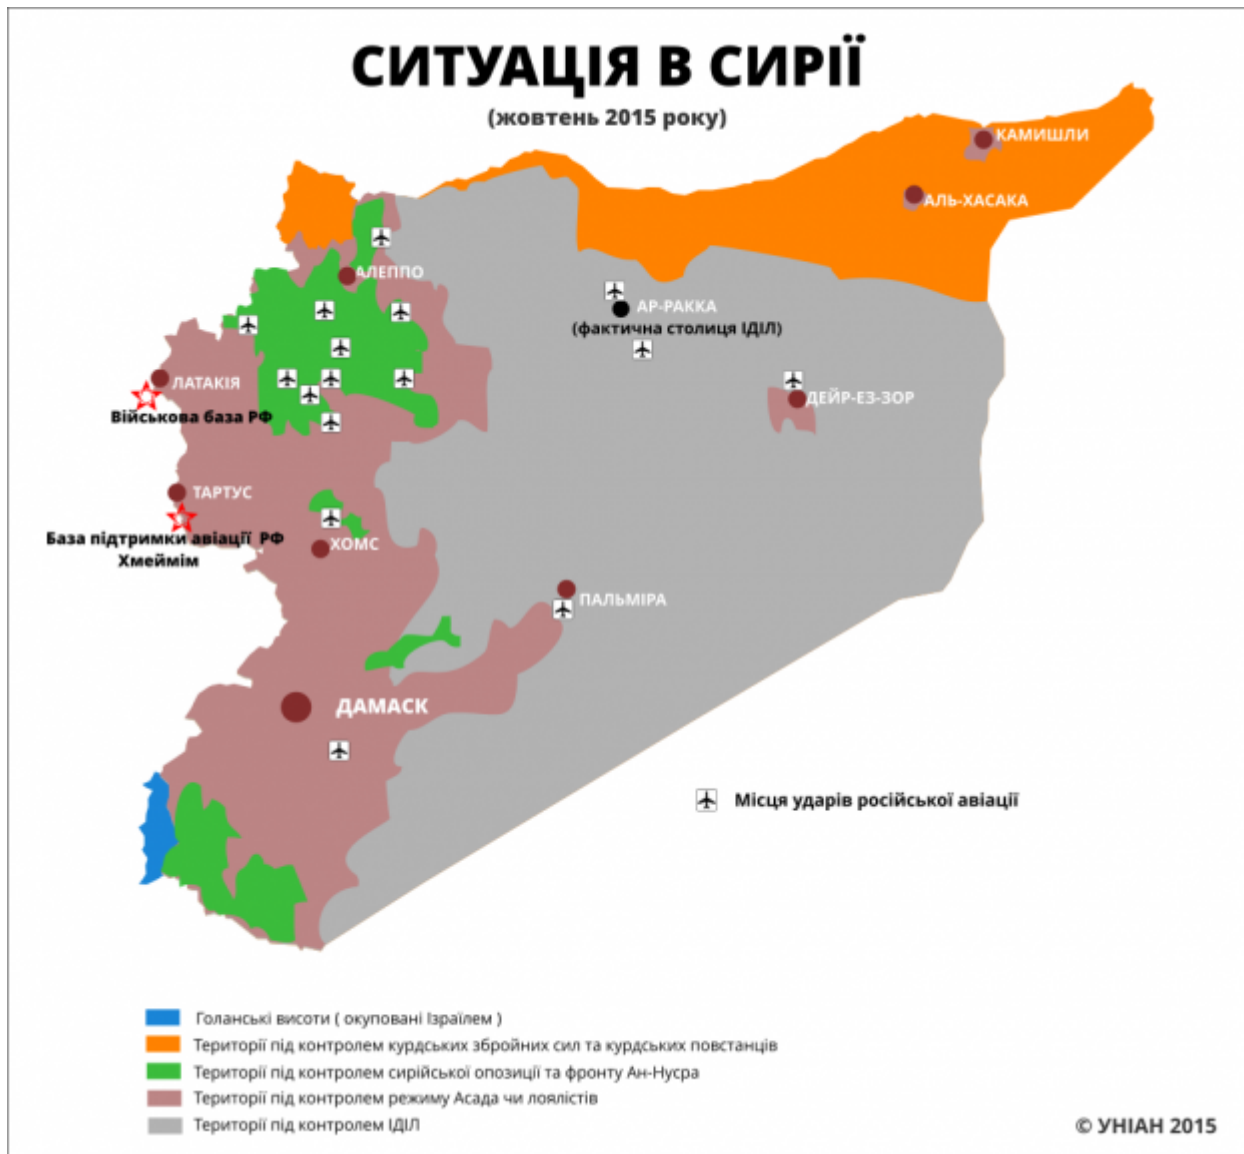 СИТУАЦІЯ В СИРІЇ
(жовтень 2015 року)
КАМИШЛИ
АЛЬ-ХАСАКА
АЛЕППО
АР-РАККА
(фактична столиця ІДІЛ)
ЛАТАКІЯ
Військова база РФ
ДЕЙР-ЕЗ-ЗОР
ТАРТУС
База підтримки авіації РФ
Хмеймім
ХОМС
ПАЛЬМІРА
ДАМАСК
Місця ударів російської авіації
Голанські висоти ( окуповані Ізраїлем )
Території під контролем курдських збройних сил та курдських повстанців
Території під контролем сирійської опозиції та фронту Ан-Нусра
Території під контролем режиму Асада чи лоялістів
Території під контролем ІДІЛ
© УНІАН 2015